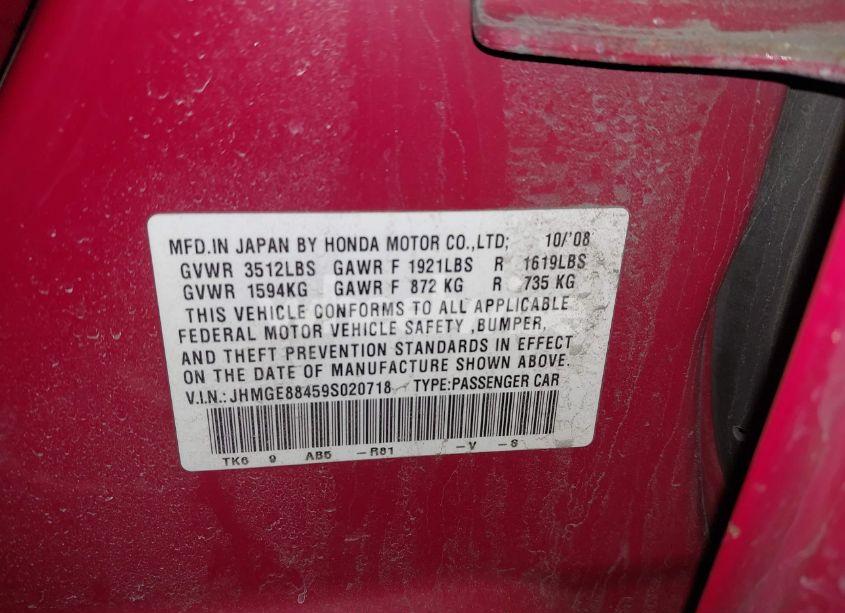 MFD.IN JAPAN BY HONDA MOTOR CO.,LTD; 10/'08
GVWR 3512LBS GAWR F 1921LBS R 1619LBS
GVWR 1594KG GAWR F 872 KG R 735 KG
THIS VEHICLE CONFORMS TO ALL APPLICABLE
FEDERAL MOTOR VEHICLE SAFETY ,BUMPER,
AND THEFT PREVENTION STANDARDS IN EFFECT
ON THE DATE OF MANUFACTURE SHOWN ABOVE.
V.I.N.: JHMGE88459S020718 TYPE:PASSENGER CAR
TK6 9 AB5 -R81 -V -S